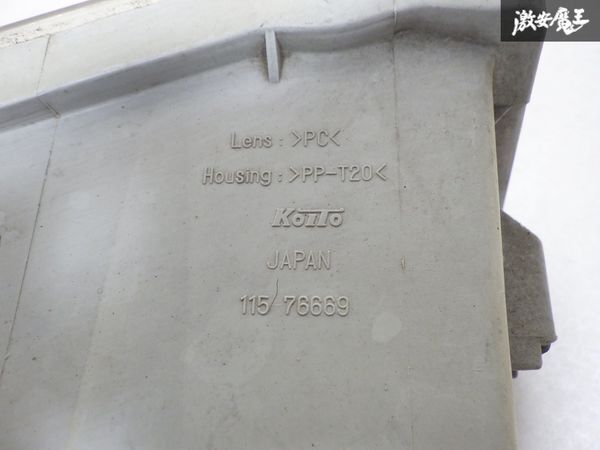 激安魔王
Lens : >PC<
Housing : >PP-T20<
KOITO
JAPAN
115-76669